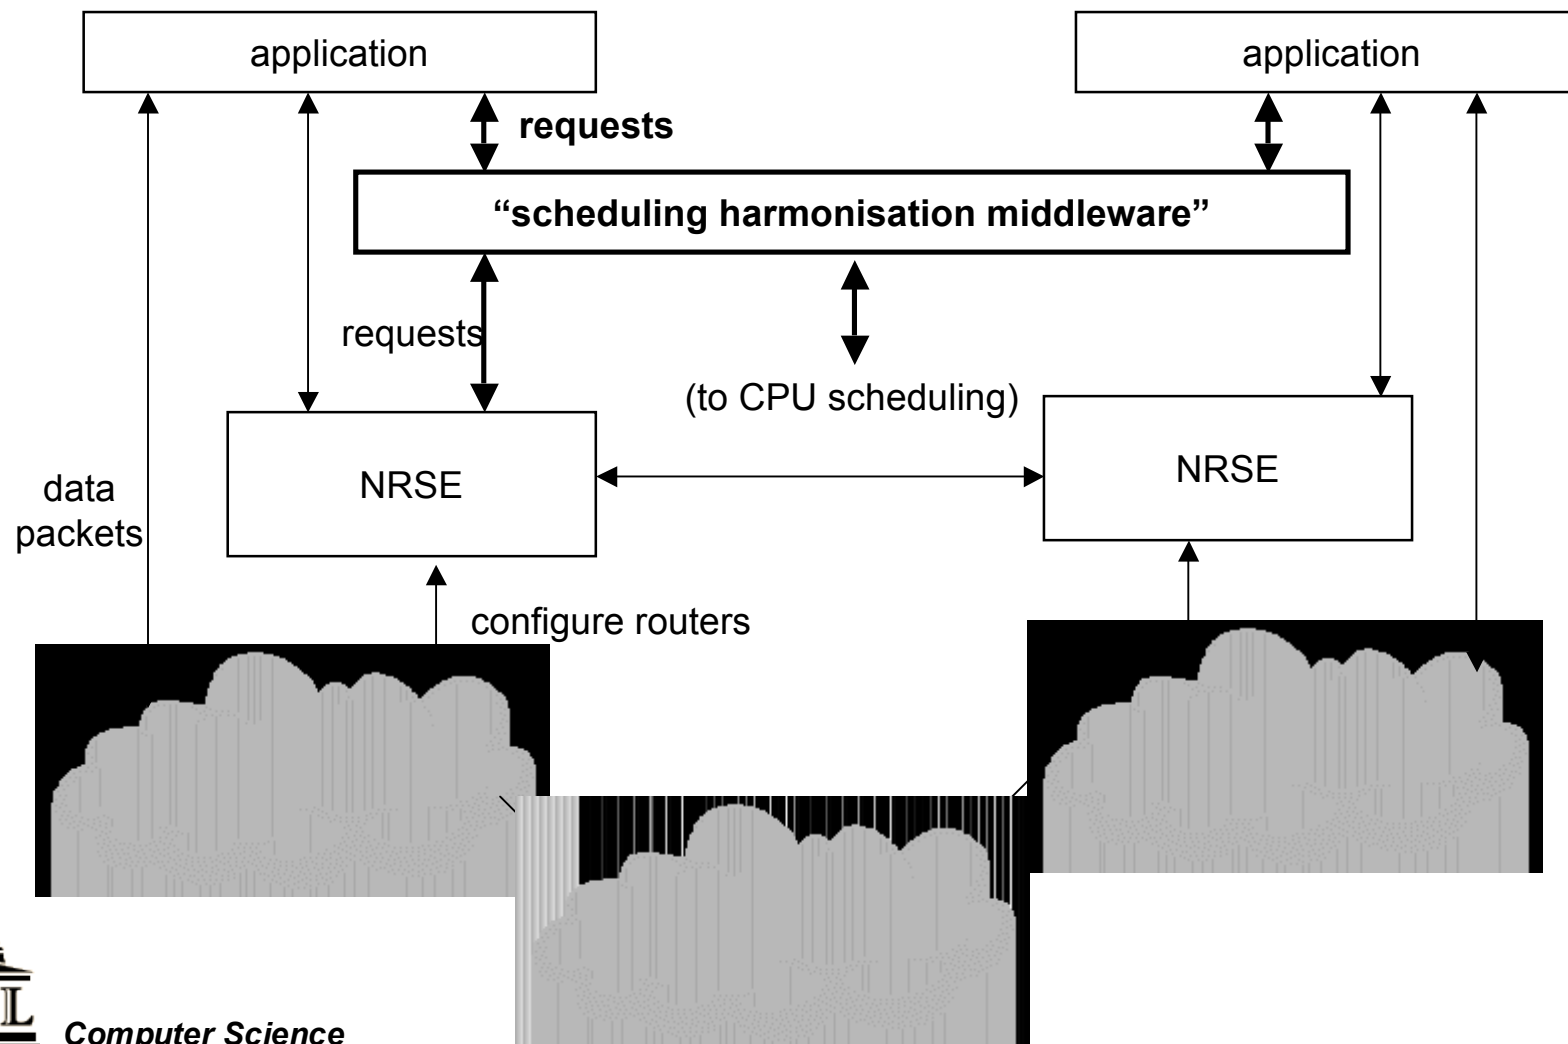 application
application
requests
“scheduling harmonisation middleware”
requests
(to CPU scheduling)
NRSE
NRSE
data
packets
configure routers
Computer Science